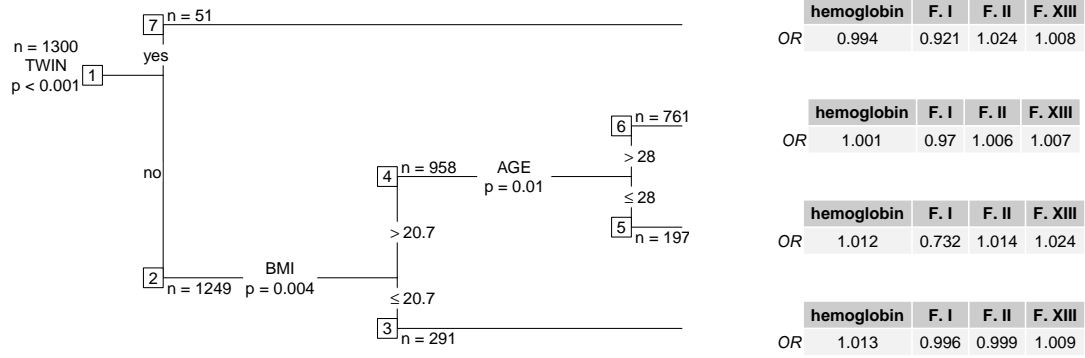 7 n = 51
hemoglobin F. I F. II F. XIII
OR 0.994 0.921 1.024 1.008
n = 1300
TWIN
p < 0.001
1
yes
hemoglobin F. I F. II F. XIII
OR 1.001 0.97 1.006 1.007
6 n = 761
> 28
no
4 n = 958
AGE
p = 0.01
≤ 28
5
n = 197
hemoglobin F. I F. II F. XIII
OR 1.012 0.732 1.014 1.024
> 20.7
2
n = 1249
BMI
p = 0.004
≤ 20.7
3
n = 291
hemoglobin F. I F. II F. XIII
OR 1.013 0.996 0.999 1.009